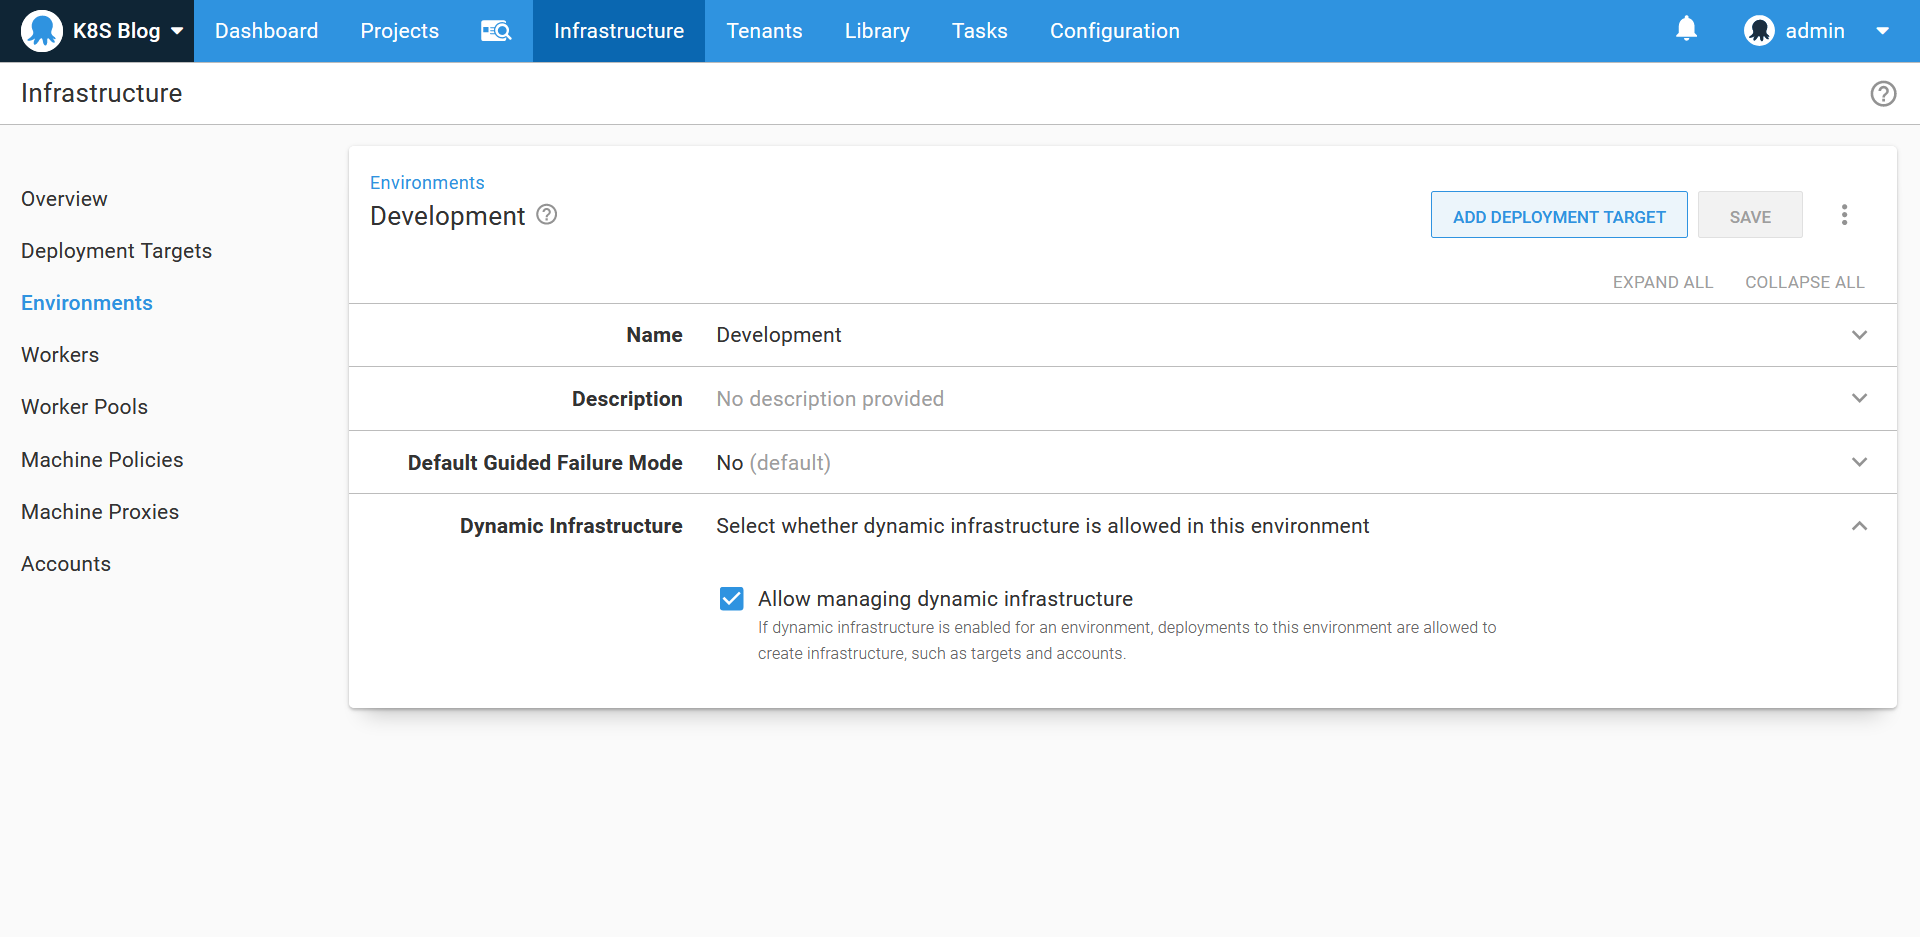 K8S Blog
Dashboard
Projects
Infrastructure
Tenants
Library
Tasks
Configuration
admin
Infrastructure
Overview
Deployment Targets
Environments
Workers
Worker Pools
Machine Policies
Machine Proxies
Accounts
Environments
Development
ADD DEPLOYMENT TARGET
SAVE
EXPAND ALL
COLLAPSE ALL
Name Development
Description No description provided
Default Guided Failure Mode No (default)
Dynamic Infrastructure Select whether dynamic infrastructure is allowed in this environment
Allow managing dynamic infrastructure
If dynamic infrastructure is enabled for an environment, deployments to this environment are allowed to
create infrastructure, such as targets and accounts.